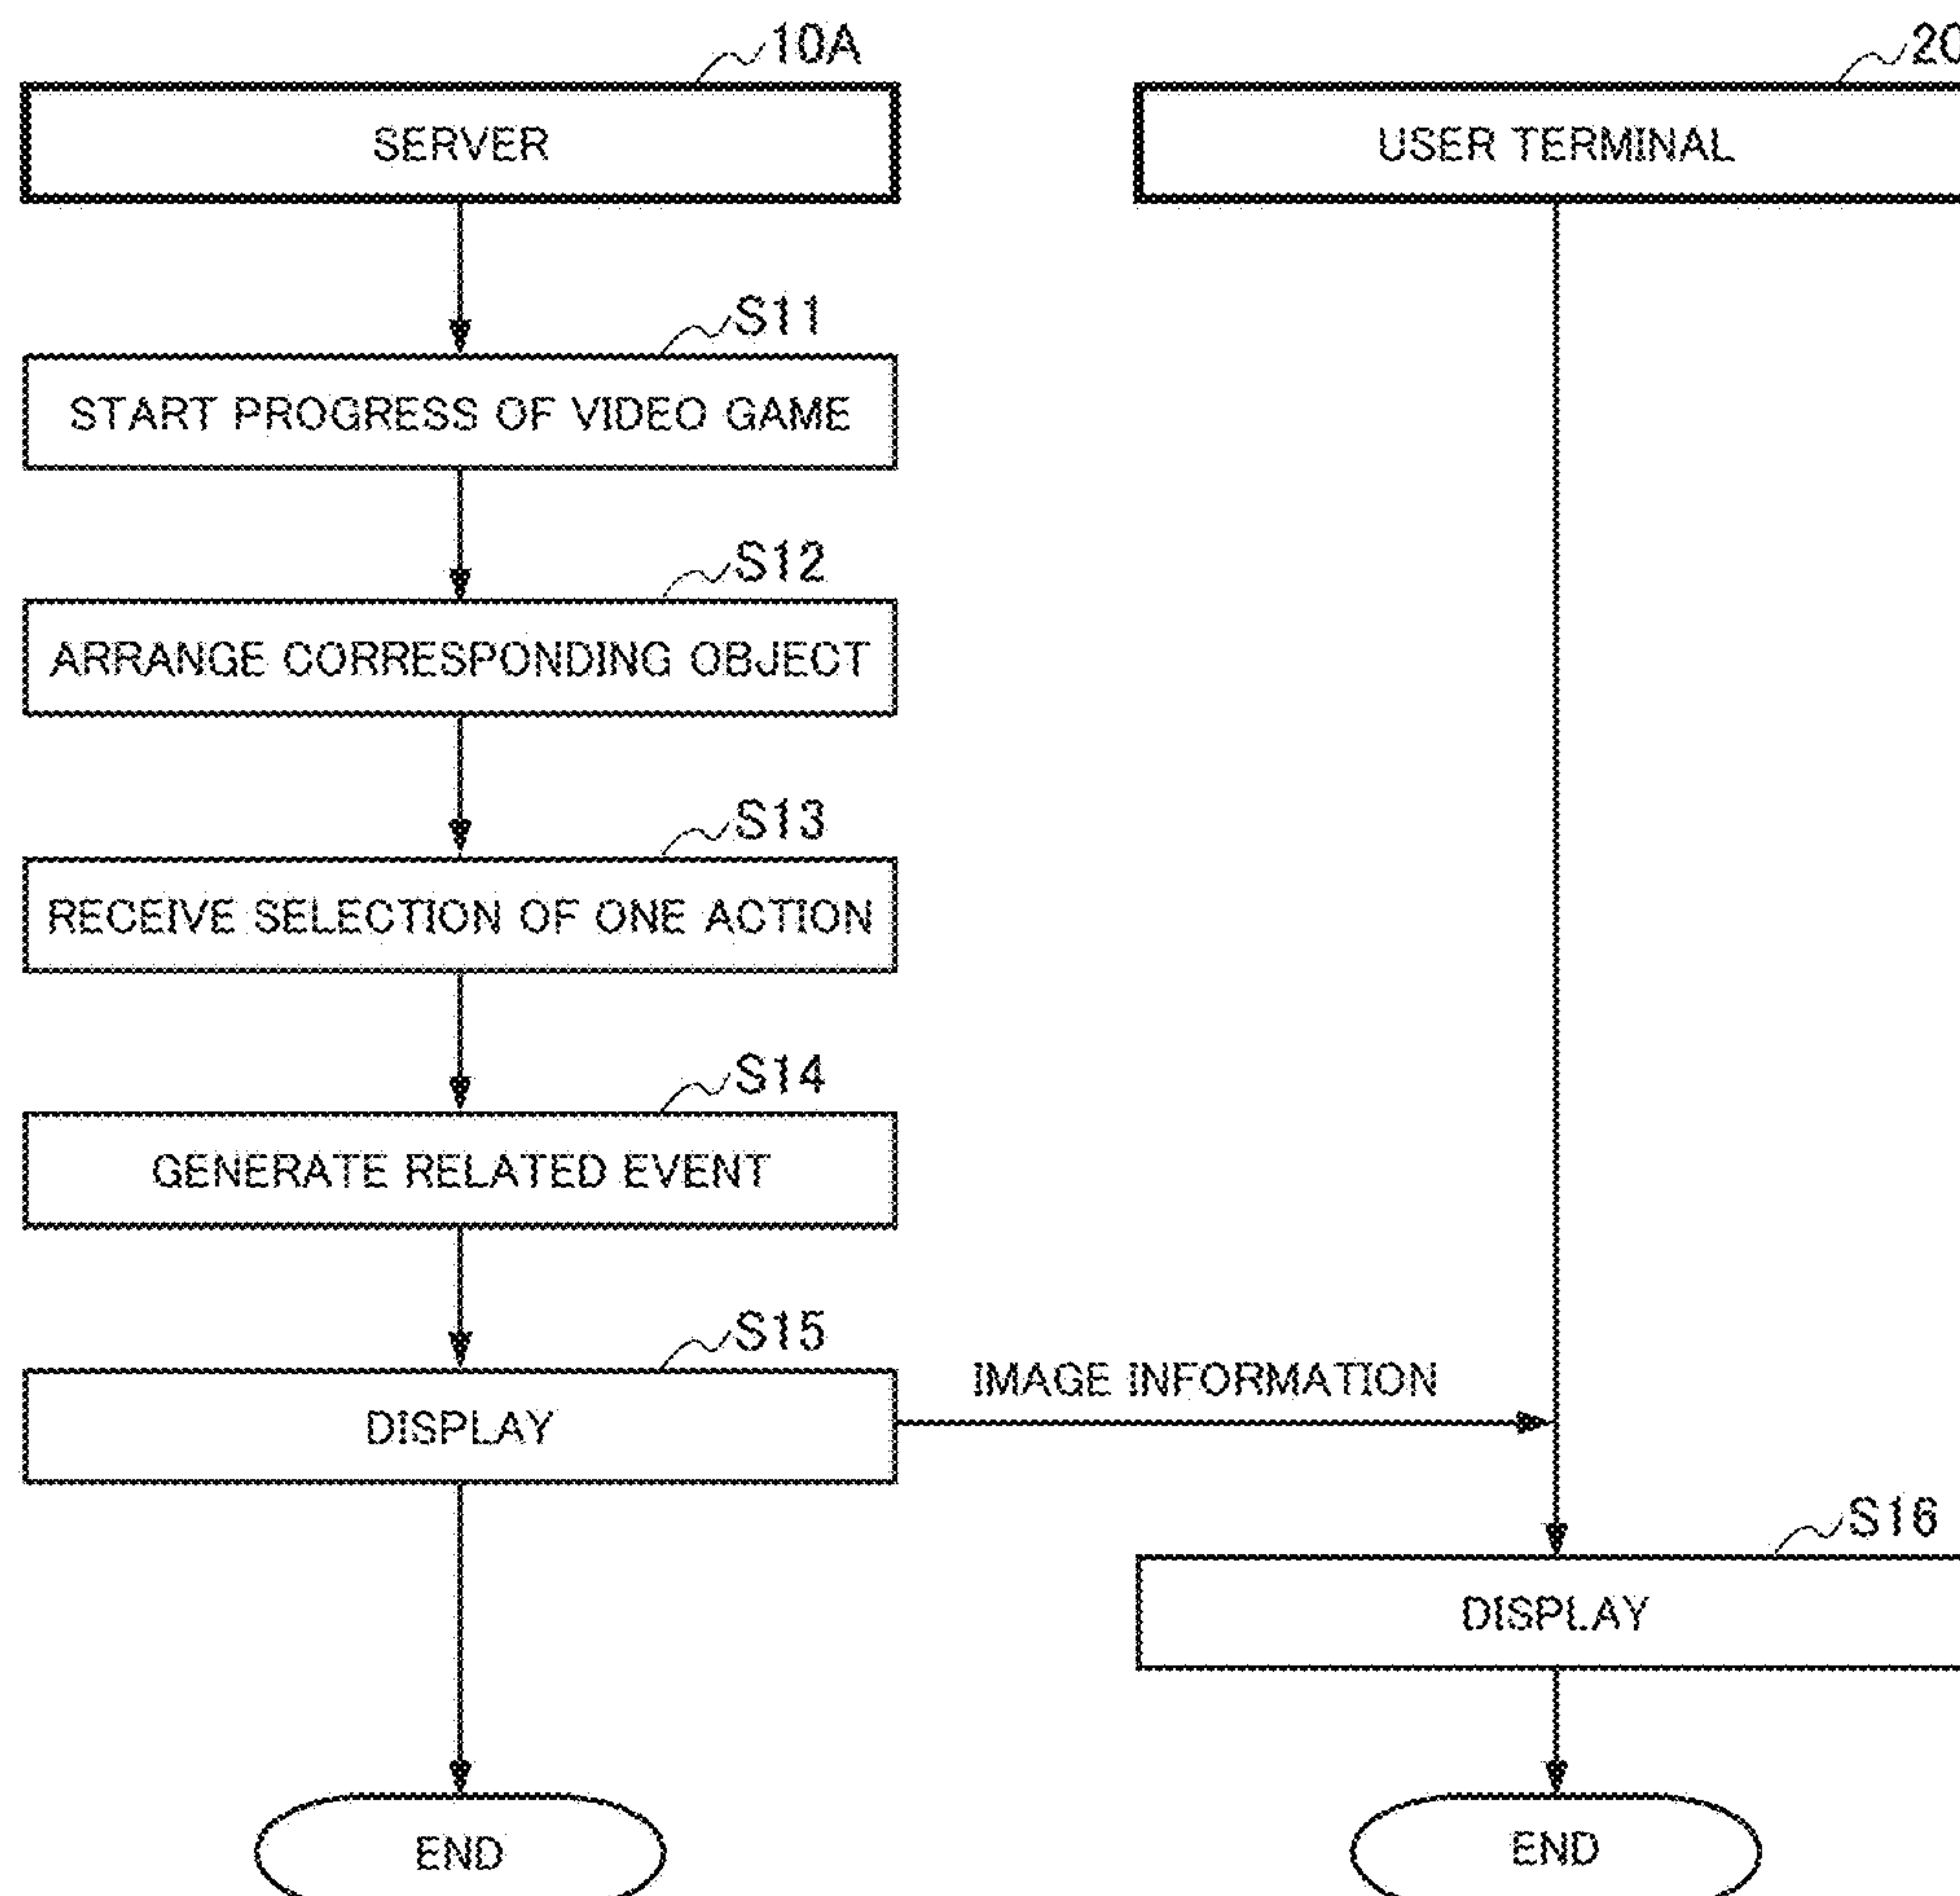 10A
20
SERVER
USER TERMINAL
S11
START PROGRESS OF VIDEO GAME
S12
ARRANGE CORRESPONDING OBJECT
S13
RECEIVE SELECTION OF ONE ACTION
S14
GENERATE RELATED EVENT
S15
DISPLAY
IMAGE INFORMATION
S16
DISPLAY
END
END